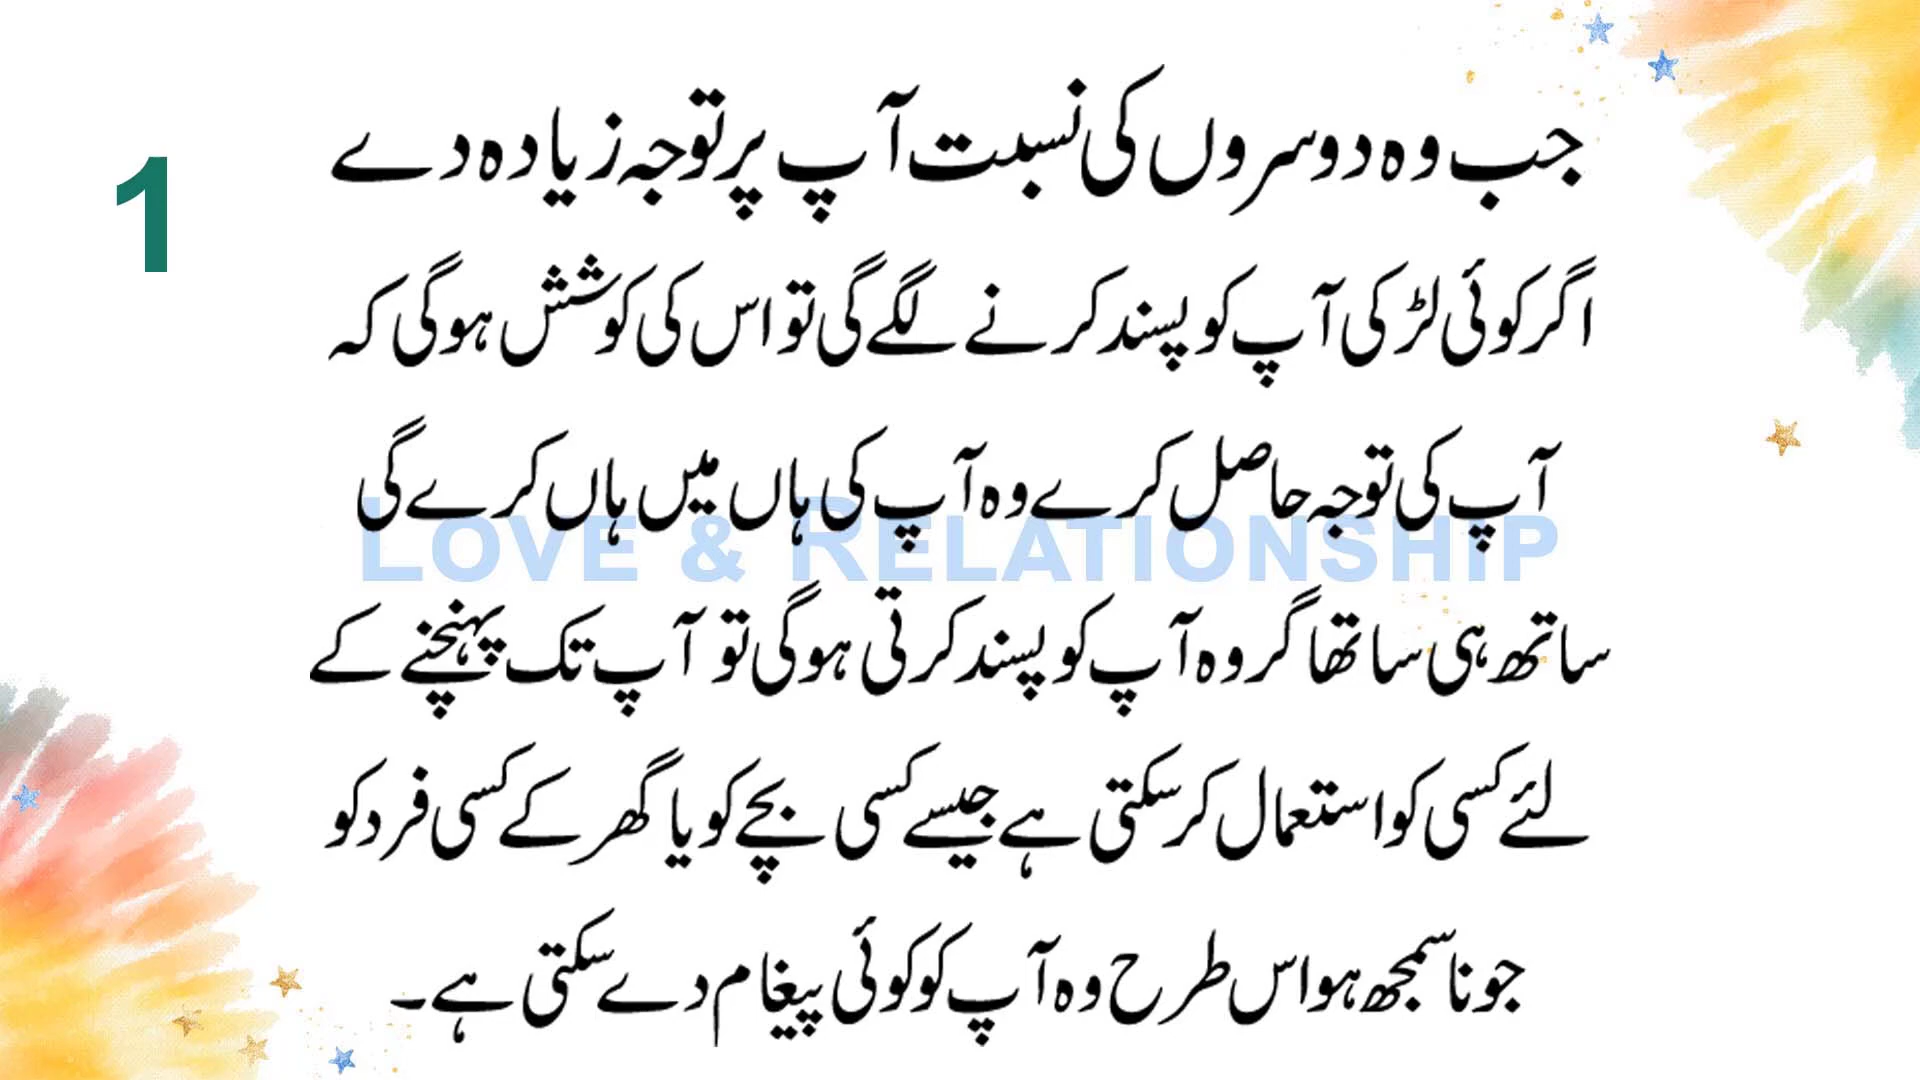 1
جب وہ دوسروں کی نسبت آپ پر توجہ زیادہ دے
اگر کوئی لڑکی آپ کو پسند کرنے لگے گی تو اس کی کوشش ہوگی کہ
آپ کی توجہ حاصل کرے وہ آپ کی ہاں میں ہاں کرے گی
LOVE & RELATIONSHIP
ساتھ ہی ساتھ اگر وہ آپ کو پسند کرتی ہوگی تو آپ تک پہنچنے کے
لئے کسی کو استعمال کر سکتی ہے جیسے کسی بچے کو یا گھر کے کسی فرد کو
جو نا سمجھ ہو اس طرح وہ آپ کو کوئی پیغام دے سکتی ہے۔